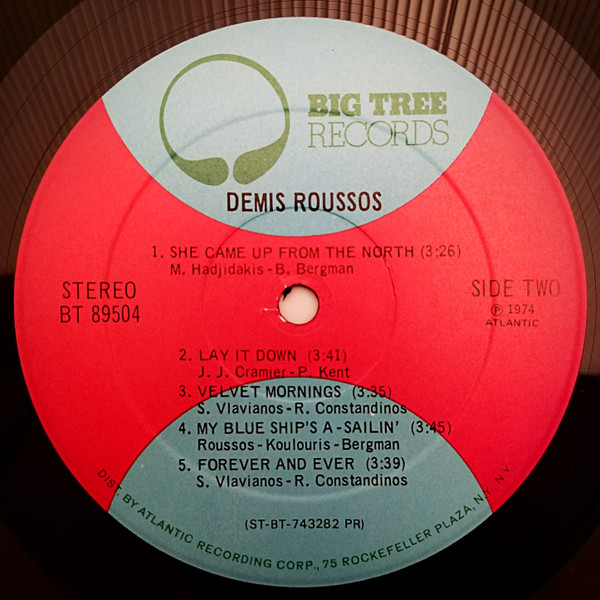 BIG TREE
RECORDS
DEMIS ROUSSOS
1. SHE CAME UP FROM THE NORTH (3:26)
M. Hadjidakis-B. Bergman
STEREO
BT 89504
SIDE TWO
℗ 1974
ATLANTIC
2. LAY IT DOWN (3:41)
J. J. Cramier-P. Kent
3. VELVET MORNINGS (3:35)
S. Vlavianos-R. Constandinos
4. MY BLUE SHIP'S A-SAILIN' (3:45)
Roussos-Koulouris-Bergman
5. FOREVER AND EVER (3:39)
S. Vlavianos-R. Constandinos
(ST-BT-743282 PR)
DIST. BY ATLANTIC RECORDING CORP., 75 ROCKEFELLER PLAZA, N.Y. N.Y.